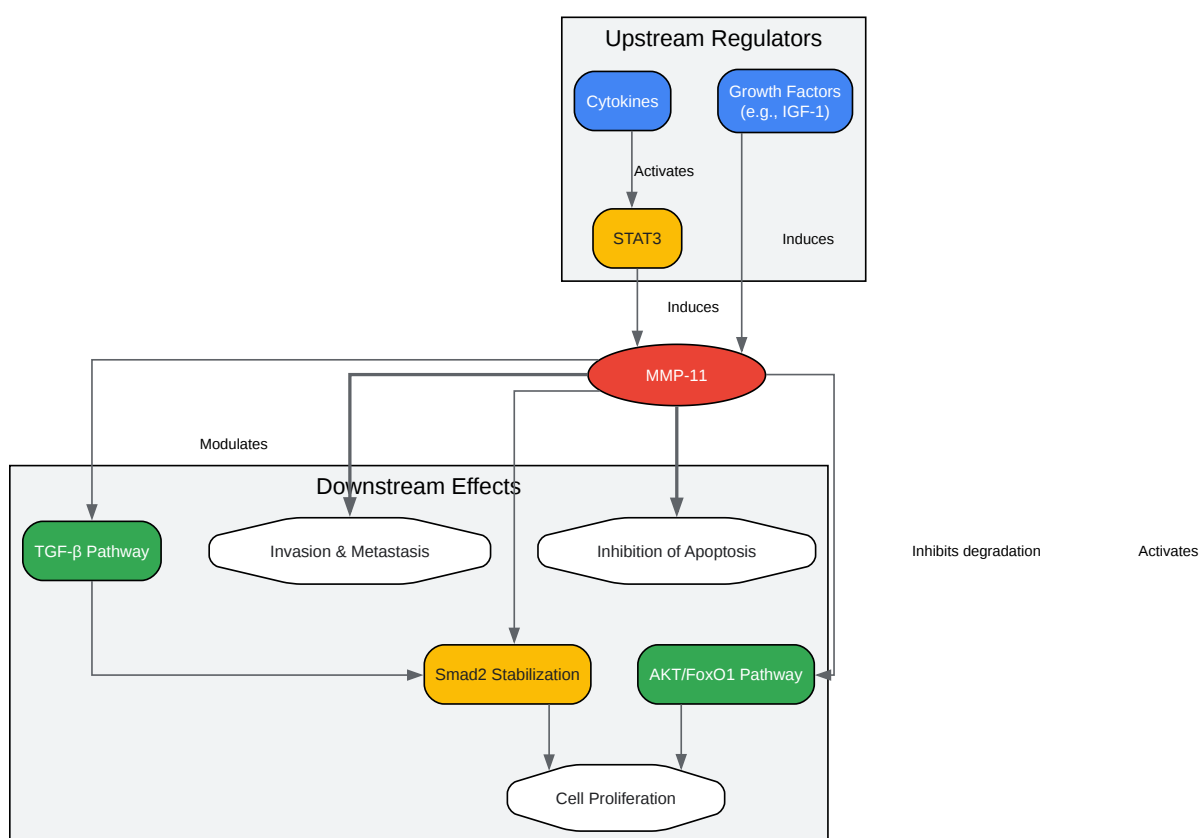 Upstream Regulators
Cytokines
Growth Factors
(e.g., IGF-1)
Activates
STAT3
Induces
Induces
MMP-11
Modulates
Downstream Effects
TGF-β Pathway
Invasion & Metastasis
Inhibition of Apoptosis
Inhibits degradation
Activates
Smad2 Stabilization
AKT/FoxO1 Pathway
Cell Proliferation